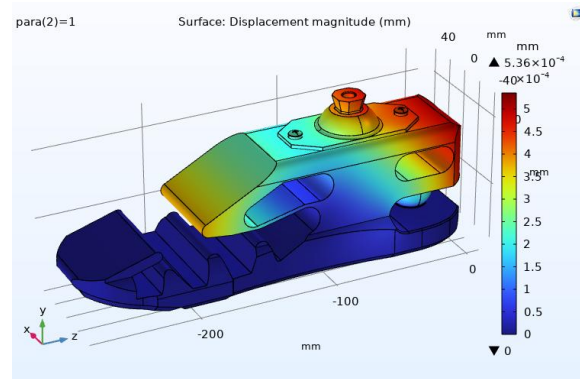 para(2)=1
Surface: Displacement magnitude (mm)
40
mm
0
mm
▲ 5.36×10⁻⁴
-40
×10⁻⁴
5
0
4.5
4
3.5
mm
3
2.5
2
1.5
1
0.5
0
▼ 0
0
-100
-200
mm
y
x
z